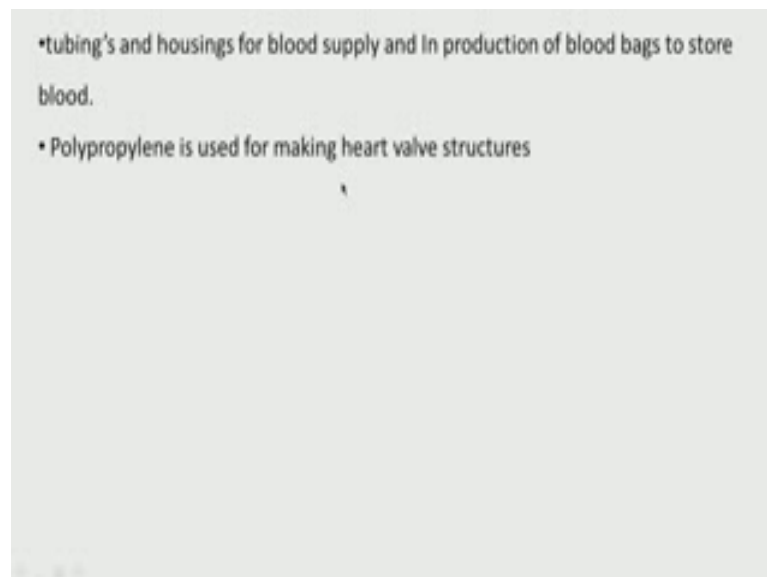 •tubing's and housings for blood supply and In production of blood bags to store
blood.
• Polypropylene is used for making heart valve structures